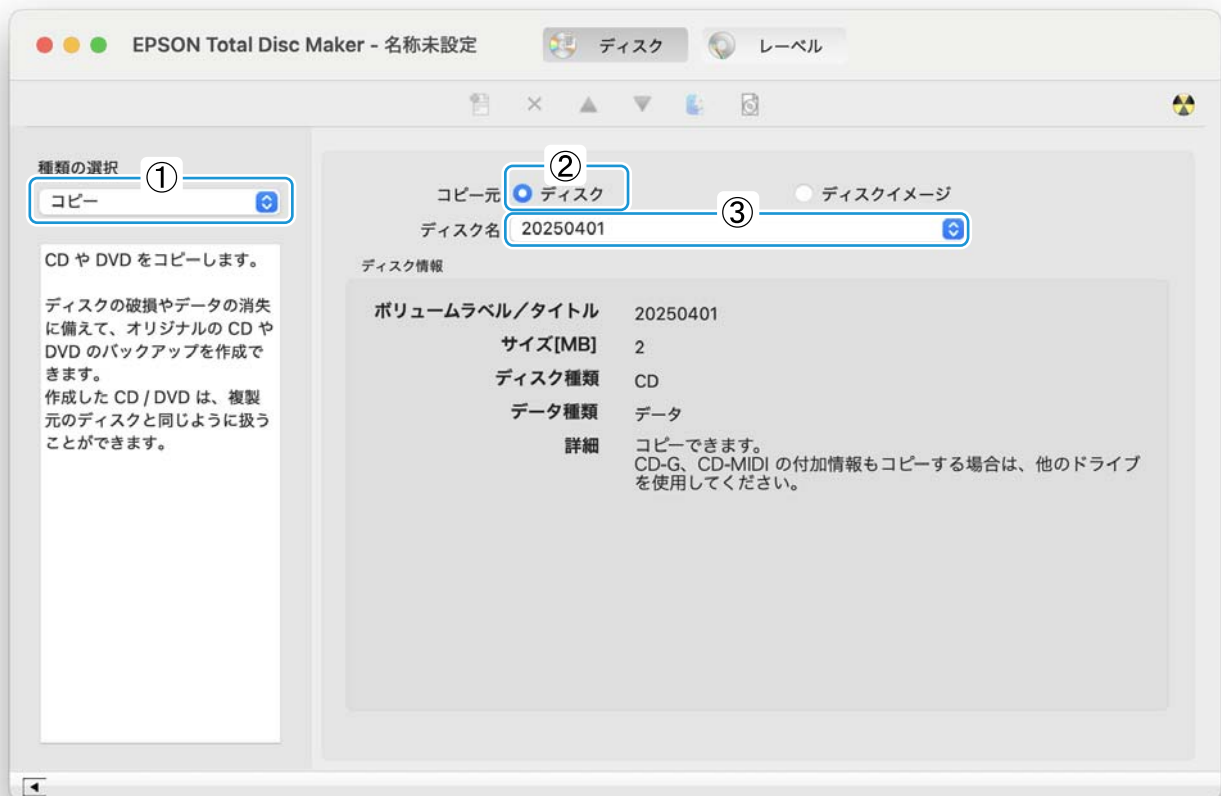 EPSON Total Disc Maker - 名称未設定
ディスク
レーベル
種類の選択
①
コピー
CD や DVD をコピーします。
ディスクの破損やデータの消失
に備えて、オリジナルの CD や
DVD のバックアップを作成で
きます。
作成した CD / DVD は、複製
元のディスクと同じように扱う
ことができます。
②
コピー元 ディスク ディスクイメージ
③
ディスク名 20250401
ディスク情報
ボリュームラベル／タイトル 20250401
サイズ[MB] 2
ディスク種類 CD
データ種類 データ
詳細 コピーできます。
CD-G、CD-MIDI の付加情報もコピーする場合は、他のドライブ
を使用してください。